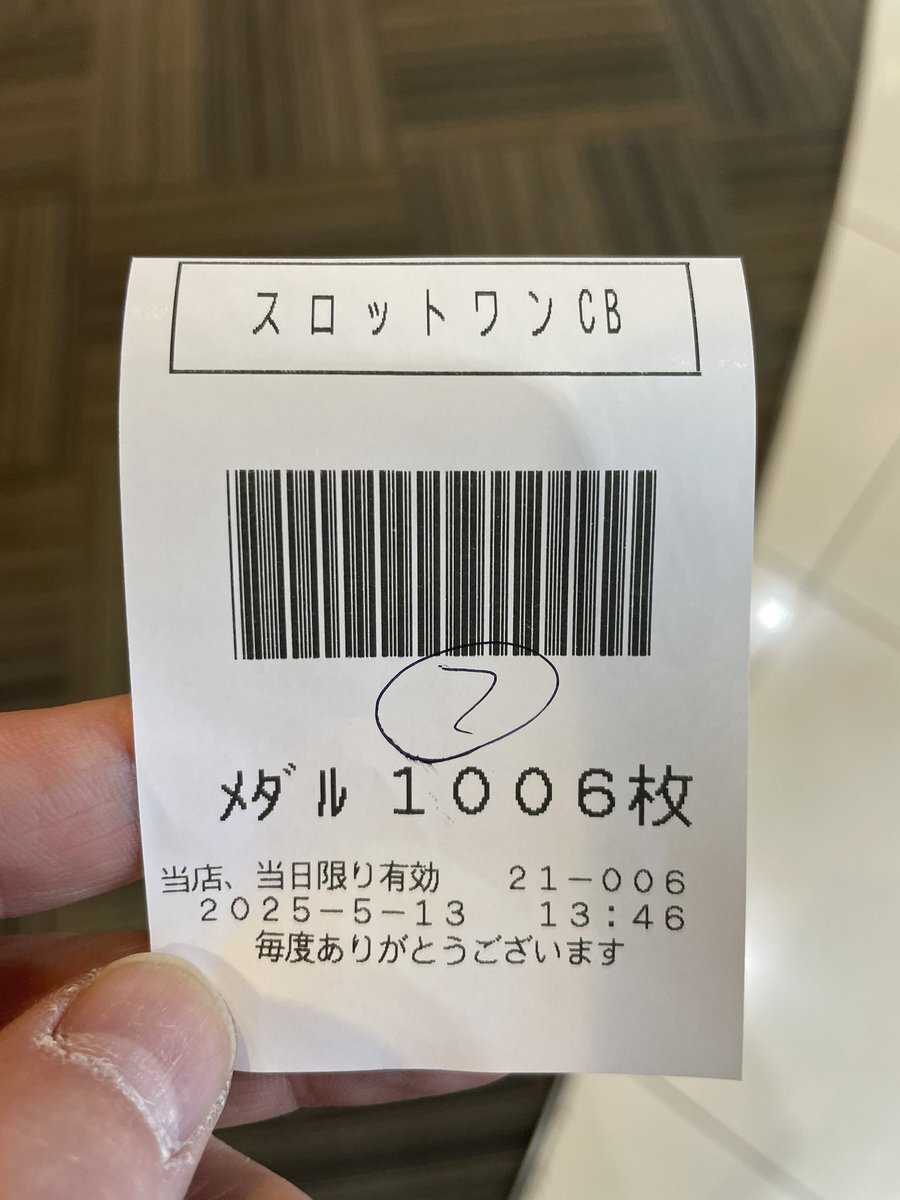 スロットワンCB
フ
メダル 1006枚
当店、当日限り有効 21-006
2025-5-13 13:46
毎度ありがとうございます